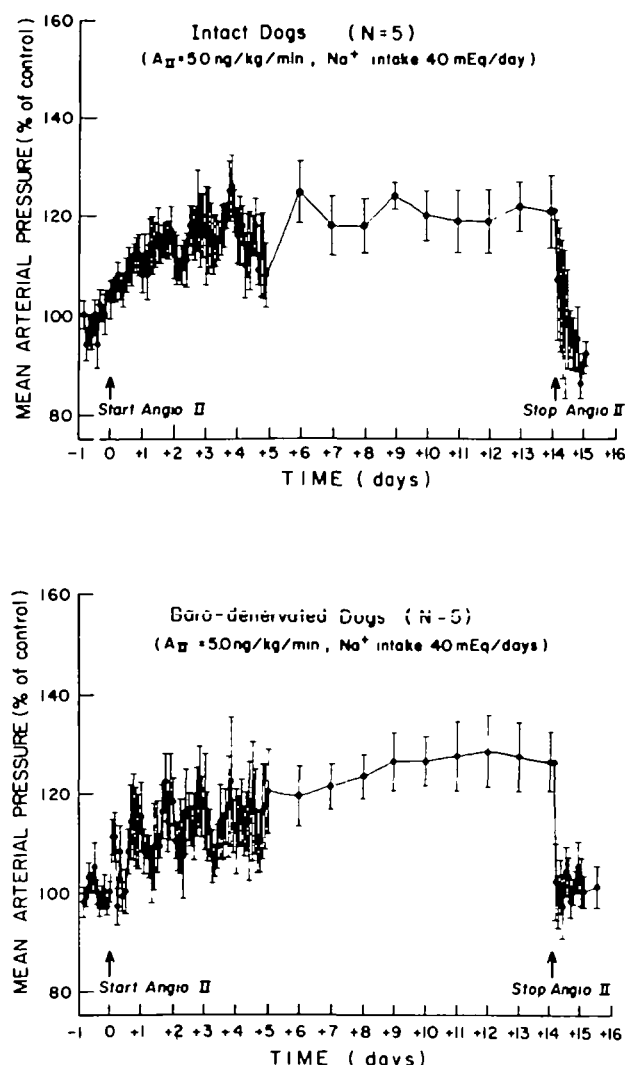 160
140
120
100
80
MEAN ARTERIAL PRESSURE (% of control)
Intact Dogs (N=5)
(AII = 5.0 ng/kg/min, Na+ intake 40 mEq/day)
Start Angio II
Stop Angio II
-1 0 +1 +2 +3 +4 +5 +6 +7 +8 +9 +10 +11 +12 +13 +14 +15 +16
TIME (days)
160
140
120
100
80
MEAN ARTERIAL PRESSURE (% of control)
Baro-denervated Dogs (N=5)
(AII = 5.0 ng/kg/min, Na+ intake 40 mEq/days)
Start Angio II
Stop Angio II
-1 0 +1 +2 +3 +4 +5 +6 +7 +8 +9 +10 +11 +12 +13 +14 +15 +16
TIME (days)